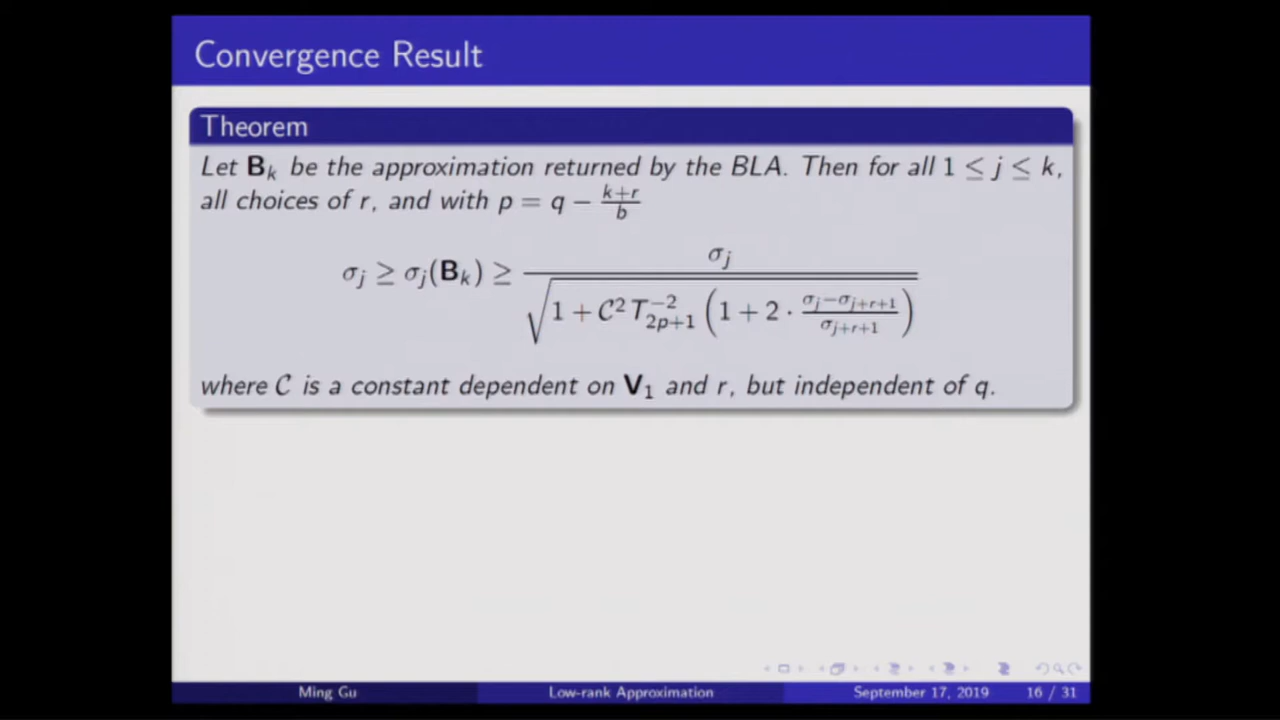 Convergence Result
Theorem
Let B_k be the approximation returned by the BLA. Then for all 1 ≤ j ≤ k,
all choices of r, and with p = q − (k+r)/b
σ_j ≥ σ_j(B_k) ≥ σ_j / √(1 + C² T_{2p+1}^{−2} (1 + 2 · (σ_j−σ_{j+r+1})/σ_{j+r+1}))
where C is a constant dependent on V_1 and r, but independent of q.
Ming Gu Low-rank Approximation September 17, 2019 16 / 31